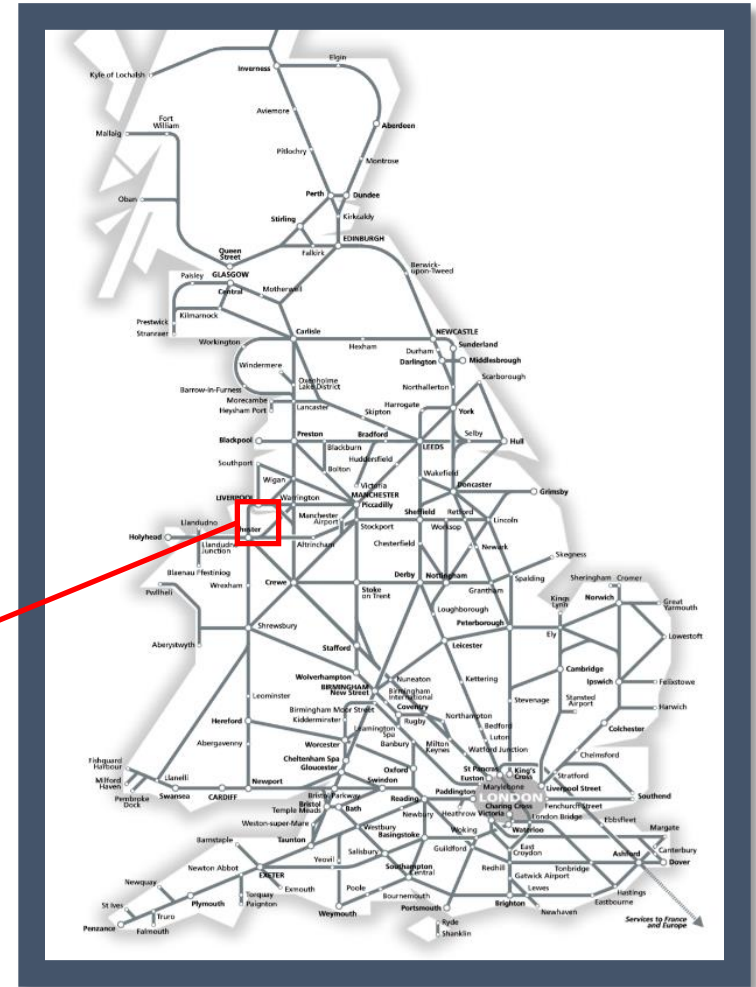 Elgin
Inverness
Kyle of Lochalsh
Aviemore
Fort
William
Aberdeen
Mallaig
Pitlochry
Montrose
Perth
Dundee
Oban
Stirling
Kirkcaldy
Queen
Street
Falkirk
EDINBURGH
Berwick-
upon-Tweed
Paisley
GLASGOW
Central
Motherwell
Kilmarnock
Prestwick
Stranraer
Carlisle
NEWCASTLE
Workington
Hexham
Sunderland
Durham
Darlington
Middlesbrough
Windermere
Scarborough
Oxenholme
Lake District
Barrow-in-Furness
Northallerton
Morecambe
Heysham Port
Lancaster
Harrogate
York
Skipton
Blackpool
Preston
Bradford
LEEDS
Selby
Hull
Blackburn
Southport
Huddersfield
Bolton
Wakefield
Wigan
Victoria
Doncaster
LIVERPOOL
Warrington
MANCHESTER
Piccadilly
Grimsby
Llandudno
Manchester
Airport
Sheffield
Retford
Lincoln
Holyhead
hester
Stockport
Worksop
Llandudno
Junction
Altrincham
Chesterfield
Newark
Blaenau Ffestiniog
Skegness
Pwllheli
Wrexham
Crewe
Stoke
on Trent
Derby
Nottingham
Spalding
Sheringham
Cromer
Grantham
Kings
Lynn
Norwich
Great
Yarmouth
Loughborough
Peterborough
Shrewsbury
Ely
Lowestoft
Aberystwyth
Stafford
Leicester
Wolverhampton
Cambridge
BIRMINGHAM
New Street
Nuneaton
Kettering
Ipswich
Felixstowe
Birmingham
International
Leominster
Stevenage
Stansted
Airport
Birmingham Moor Street
Coventry
Harwich
Kidderminster
Rugby
Northampton
Hereford
Leamington
Spa
Bedford
Colchester
Worcester
Banbury
Milton
Keynes
Luton
Abergavenny
Watford Junction
Chelmsford
Cheltenham Spa
Fishguard
Harbour
Gloucester
Oxford
St Pancras
King's
Cross
Stratford
Milford
Haven
Llanelli
Newport
Swindon
Euston
Marylebone
Liverpool Street
Pembroke
Dock
Swansea
CARDIFF
Bristol Parkway
Reading
Paddington
LONDON
Southend
Bristol
Temple Meads
Bath
Charing Cross
Fenchurch Street
Newbury
Heathrow
Victoria
London Bridge
Ebbsfleet
Weston-super-Mare
Westbury
Waterloo
Margate
Barnstaple
Taunton
Basingstoke
Woking
East
Croydon
Canterbury
Yeovil
Salisbury
Guildford
Ashford
Dover
Newton Abbot
Southampton
Central
Redhill
Tonbridge
EXETER
Gatwick Airport
Newquay
Exmouth
Poole
Lewes
Hastings
Torquay
Paignton
Bournemouth
Eastbourne
St Ives
Plymouth
Weymouth
Portsmouth
Brighton
Newhaven
Truro
Penzance
Falmouth
Ryde
Shanklin
Services to France
and Europe